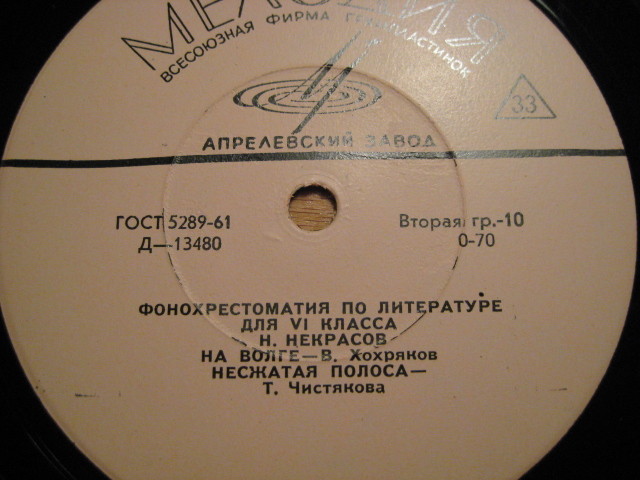 МЕЛОДИЯ
ВСЕСОЮЗНАЯ ФИРМА ГРАМПЛАСТИНОК
33
АПРЕЛЕВСКИЙ ЗАВОД
ГОСТ 5289-61
Д—13480
Вторая гр.-10
0-70
ФОНОХРЕСТОМАТИЯ ПО ЛИТЕРАТУРЕ
ДЛЯ VI КЛАССА
Н. НЕКРАСОВ
НА ВОЛГЕ—В. Хохряков
НЕСЖАТАЯ ПОЛОСА—
Т. Чистякова